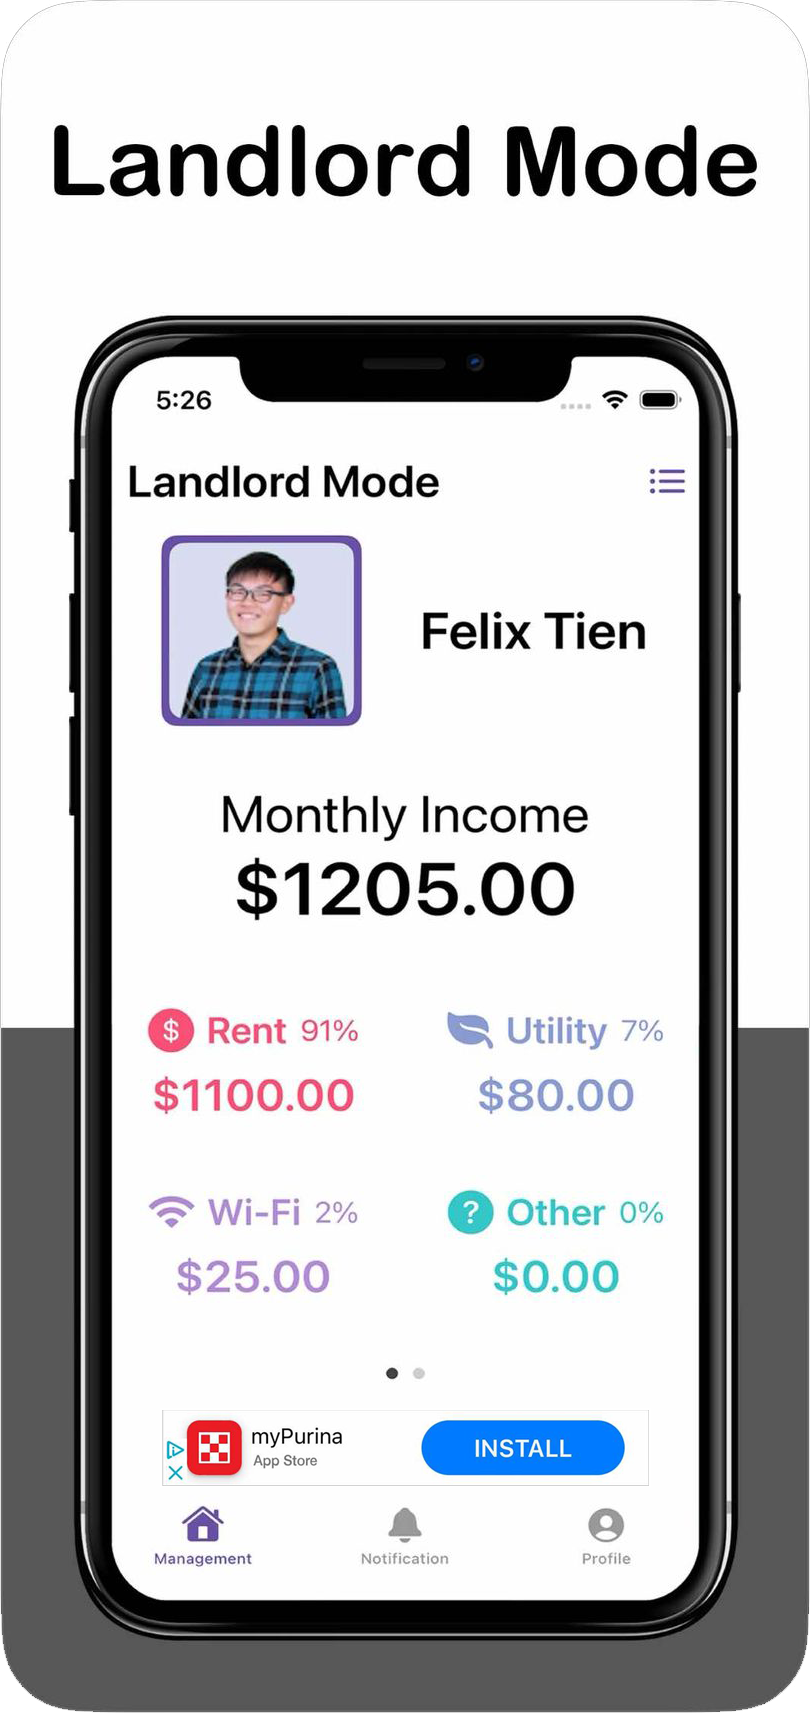 Landlord Mode
5:26
Landlord Mode
Felix Tien
Monthly Income
$1205.00
$ Rent 91%
Utility 7%
$1100.00
$80.00
Wi-Fi 2%
? Other 0%
$25.00
$0.00
myPurina
App Store
INSTALL
Management
Notification
Profile